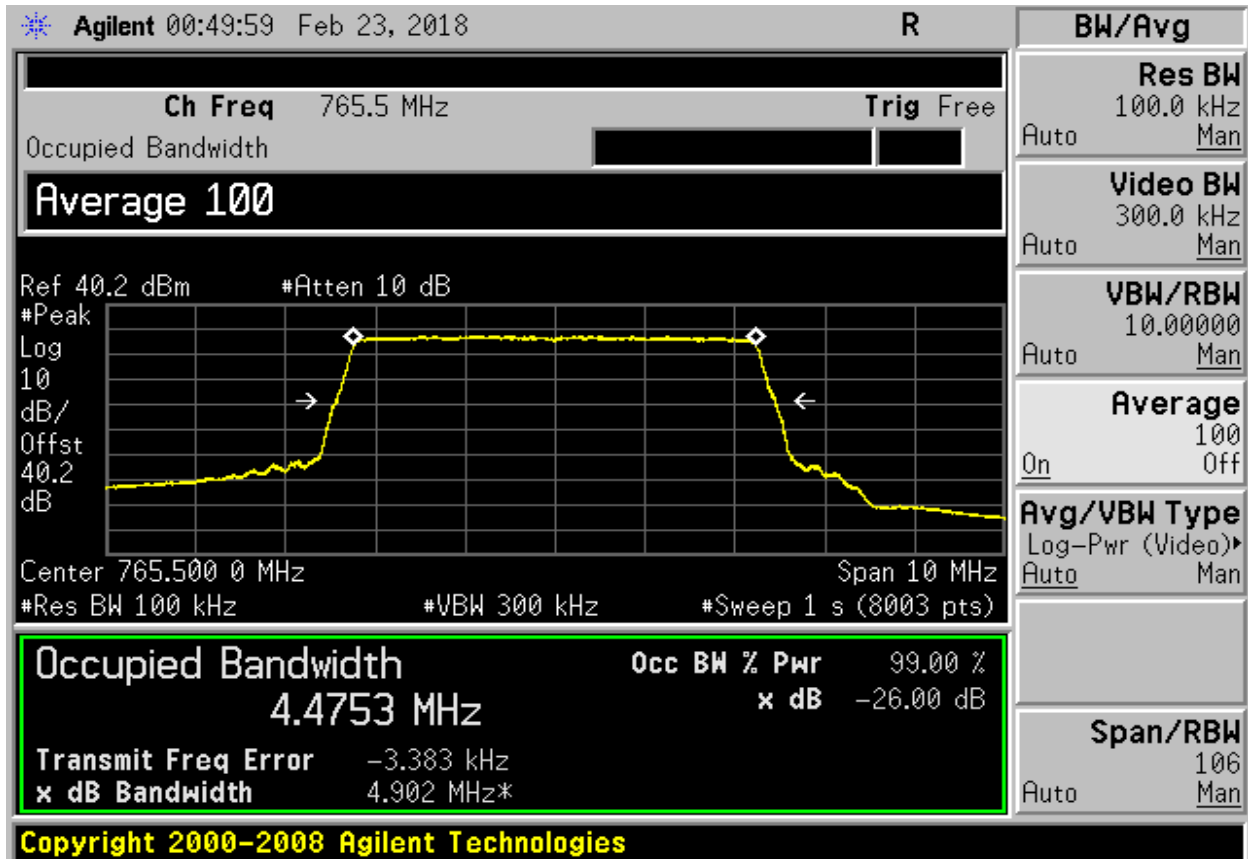 Agilent 00:49:59 Feb 23, 2018 R
BW/Avg
Ch Freq 765.5 MHz Trig Free
Occupied Bandwidth
Average 100
Ref 40.2 dBm #Atten 10 dB
#Peak
Log
10
dB/
Offst
40.2
dB
Center 765.500 0 MHz Span 10 MHz
#Res BW 100 kHz #VBW 300 kHz #Sweep 1 s (8003 pts)
Occupied Bandwidth
4.4753 MHz
Occ BW % Pwr 99.00 %
x dB -26.00 dB
Transmit Freq Error -3.383 kHz
x dB Bandwidth 4.902 MHz*
Res BW
100.0 kHz
Auto Man
Video BW
300.0 kHz
Auto Man
VBW/RBW
10.00000
Auto Man
Average
100
On Off
Avg/VBW Type
Log-Pwr (Video)
Auto Man
Span/RBW
106
Auto Man
Copyright 2000-2008 Agilent Technologies